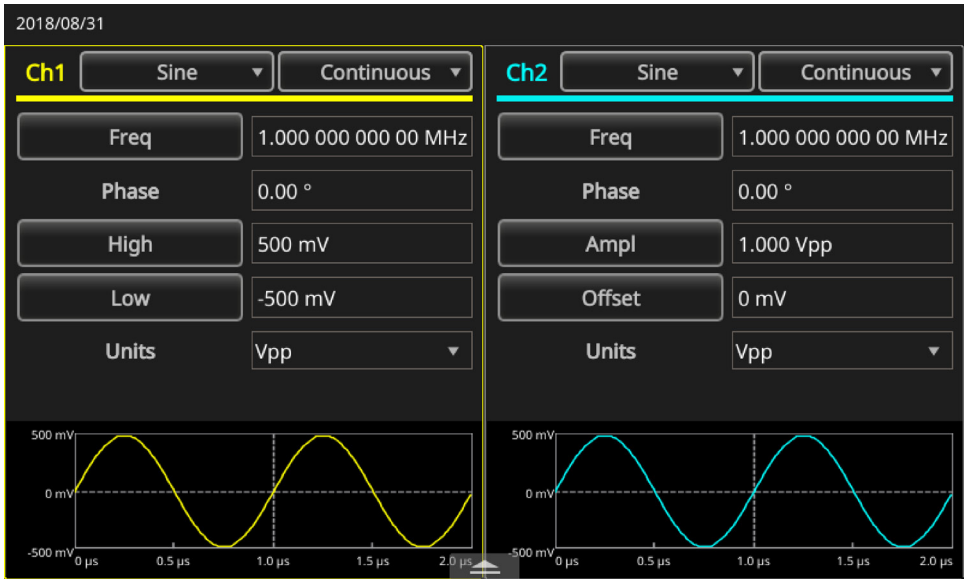 2018/08/31
Ch1 Sine Continuous
Freq 1.000 000 000 00 MHz
Phase 0.00 °
High 500 mV
Low -500 mV
Units Vpp
500 mV
0 mV
-500 mV
0 µs 0.5 µs 1.0 µs 1.5 µs 2.0 µs
Ch2 Sine Continuous
Freq 1.000 000 000 00 MHz
Phase 0.00 °
Ampl 1.000 Vpp
Offset 0 mV
Units Vpp
500 mV
0 mV
-500 mV
0 µs 0.5 µs 1.0 µs 1.5 µs 2.0 µs